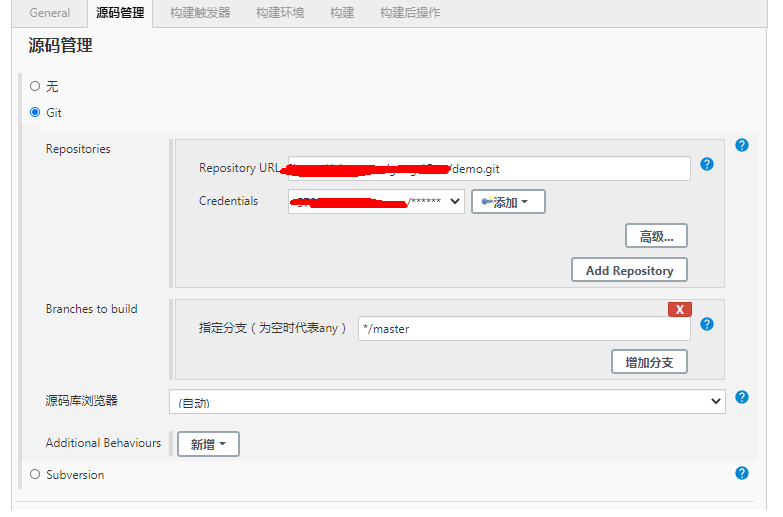 General 源码管理 构建触发器 构建环境 构建 构建后操作
源码管理
无
Git
Repositories
Repository URL /demo.git
Credentials /****** 添加
高级...
Add Repository
Branches to build
X
指定分支（为空时代表any） */master
增加分支
源码库浏览器 (自动)
Additional Behaviours 新增
Subversion